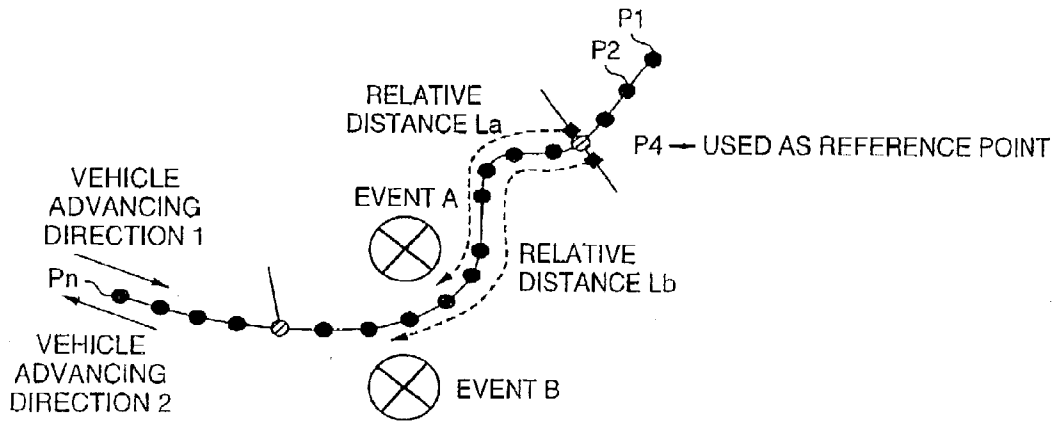 P1
P2
RELATIVE
DISTANCE La
P4 ← USED AS REFERENCE POINT
VEHICLE
ADVANCING
DIRECTION 1
EVENT A
RELATIVE
DISTANCE Lb
Pn
VEHICLE
ADVANCING
DIRECTION 2
EVENT B